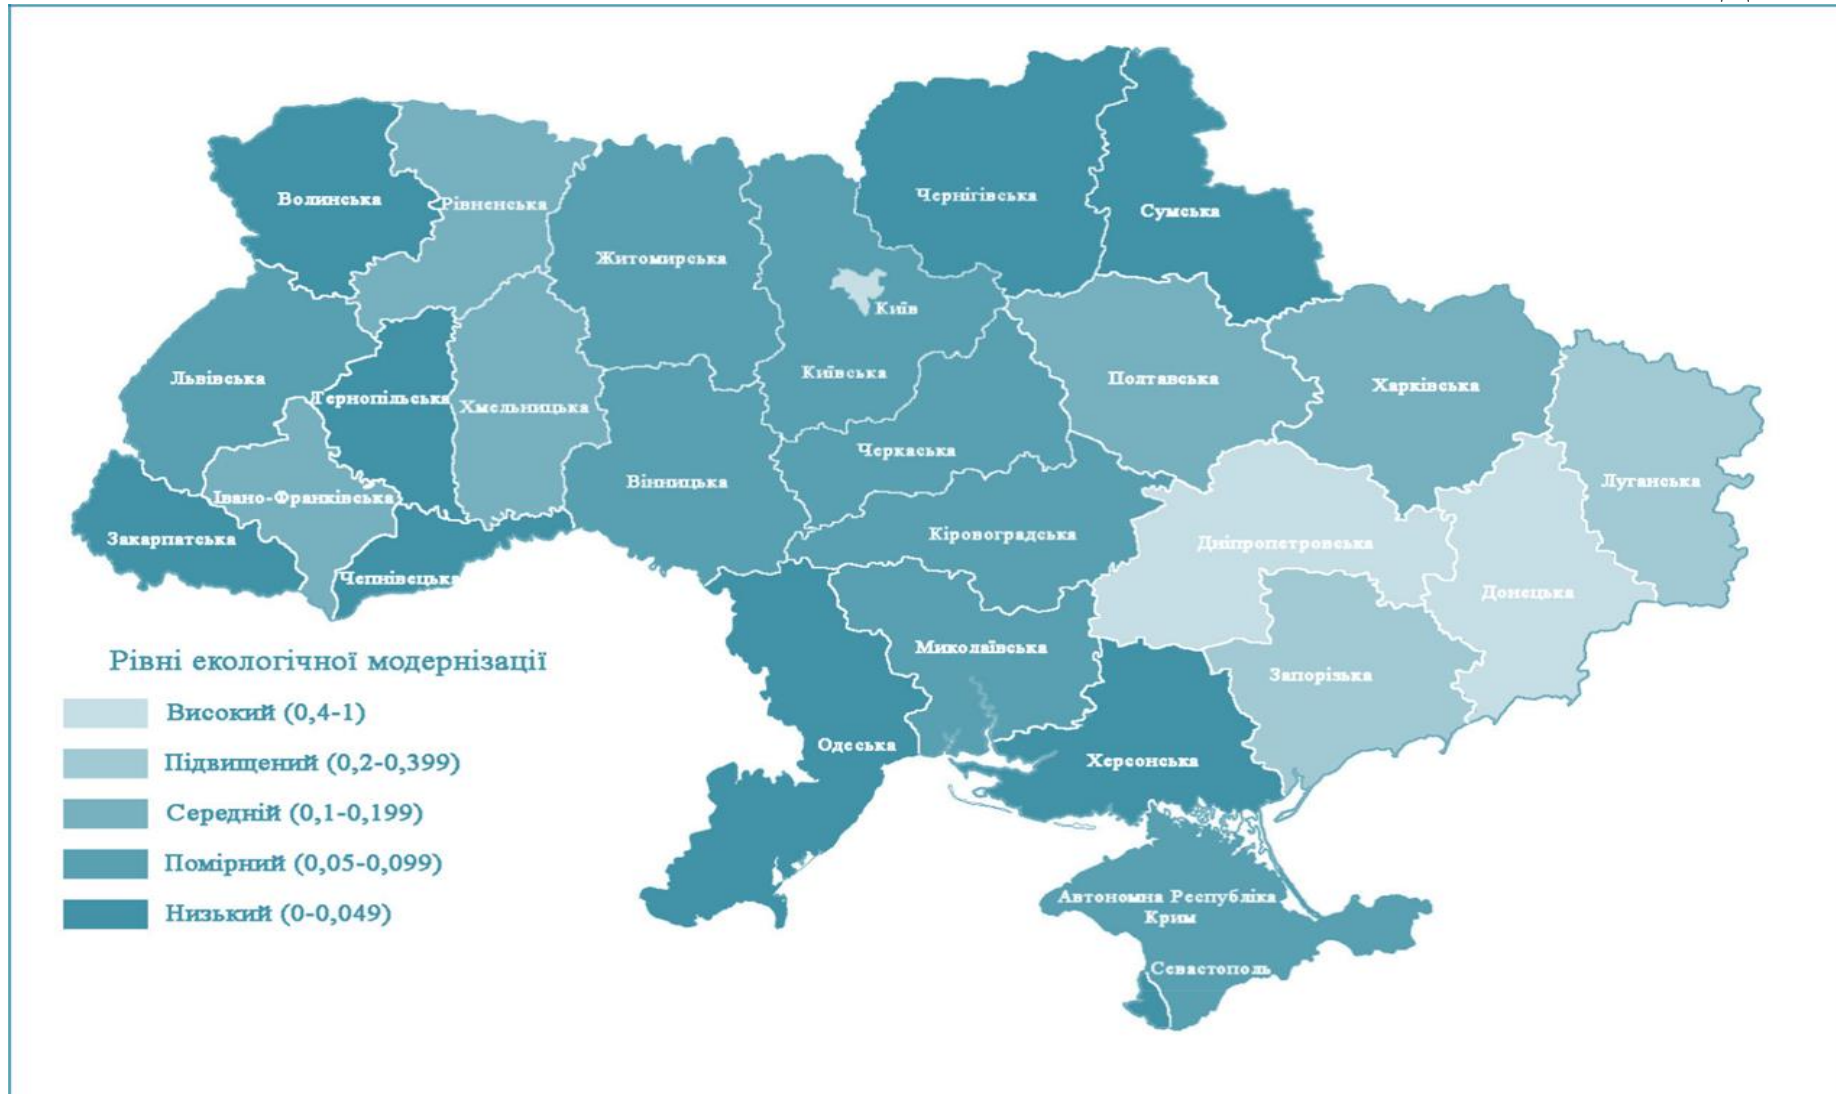 Волинська
Рівненська
Житомирська
Чернігівська
Сумська
Київ
Київська
Львівська
Тернопільська
Хмельницька
Полтавська
Харківська
Черкаська
Вінницька
Луганська
Івано-Франківська
Закарпатська
Чепнівецька
Кіровоградська
Дніпропетровська
Донецька
Миколаївська
Запорізька
Одеська
Херсонська
Автономна Республіка
Крим
Севастополь
Рівні екологічної модернізації
Високий (0,4-1)
Підвищений (0,2-0,399)
Середній (0,1-0,199)
Помірний (0,05-0,099)
Низький (0-0,049)